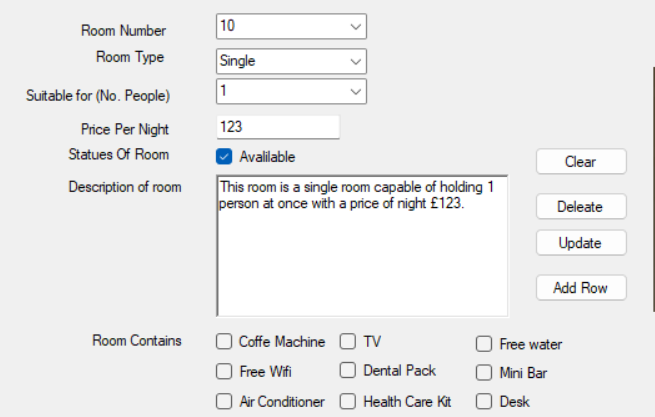 Room Number 10
Room Type Single
Suitable for (No. People) 1
Price Per Night 123
Statues Of Room Avalilable
Clear
Description of room This room is a single room capable of holding 1
person at once with a price of night £123.
Deleate
Update
Add Row
Room Contains Coffe Machine TV Free water
Free Wifi Dental Pack Mini Bar
Air Conditioner Health Care Kit Desk